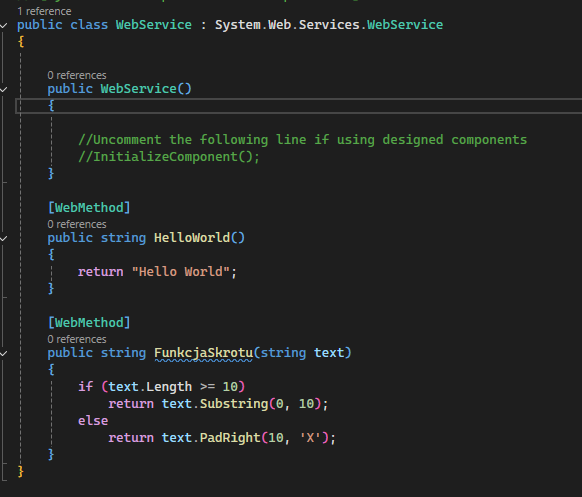 1 reference
public class WebService : System.Web.Services.WebService
{
0 references
public WebService()
{
//Uncomment the following line if using designed components
//InitializeComponent();
}
[WebMethod]
0 references
public string HelloWorld()
{
return "Hello World";
}
[WebMethod]
0 references
public string FunkcjaSkrotu(string text)
{
if (text.Length >= 10)
return text.Substring(0, 10);
else
return text.PadRight(10, 'X');
}
}